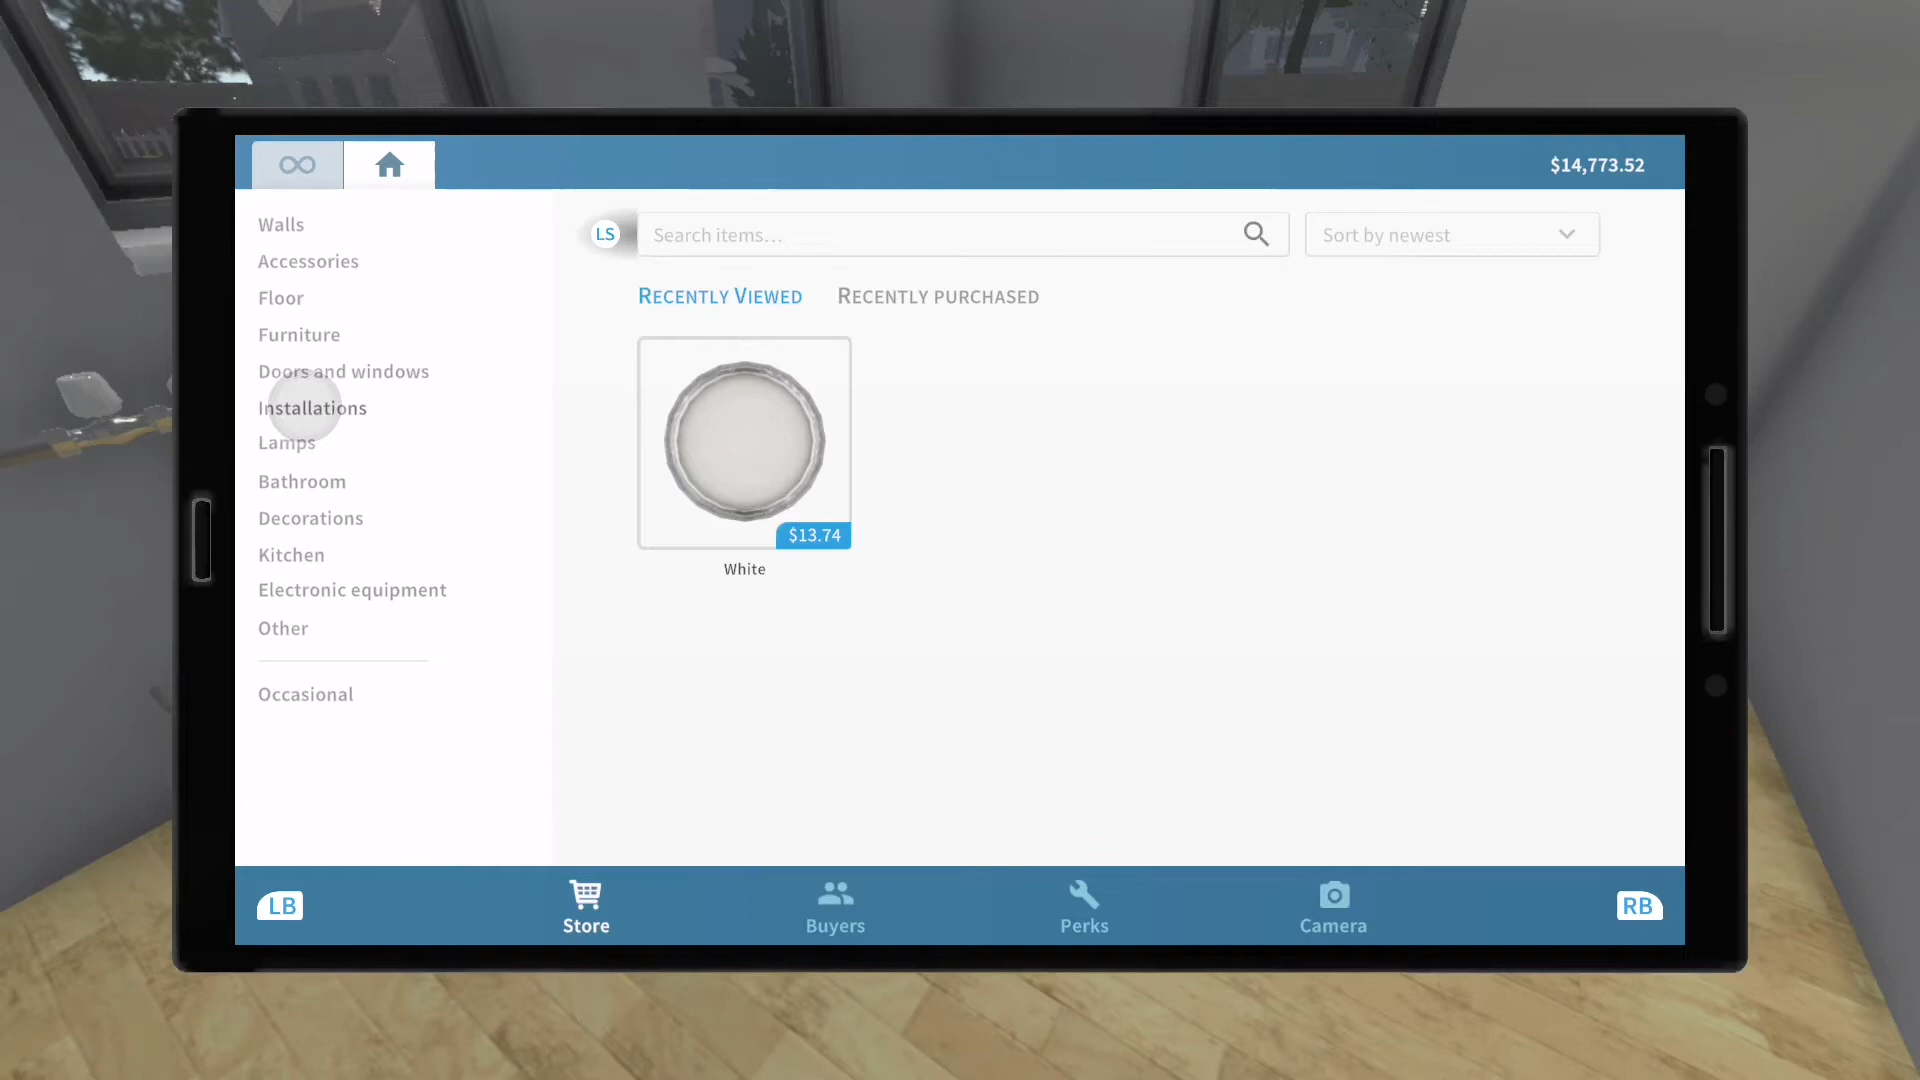 $14,773.52
Walls
Accessories
Floor
Furniture
Doors and windows
Installations
Lamps
Bathroom
Decorations
Kitchen
Electronic equipment
Other
Occasional
LS
Search items...
Sort by newest
RECENTLY VIEWED
RECENTLY PURCHASED
$13.74
White
LB
Store
Buyers
Perks
Camera
RB